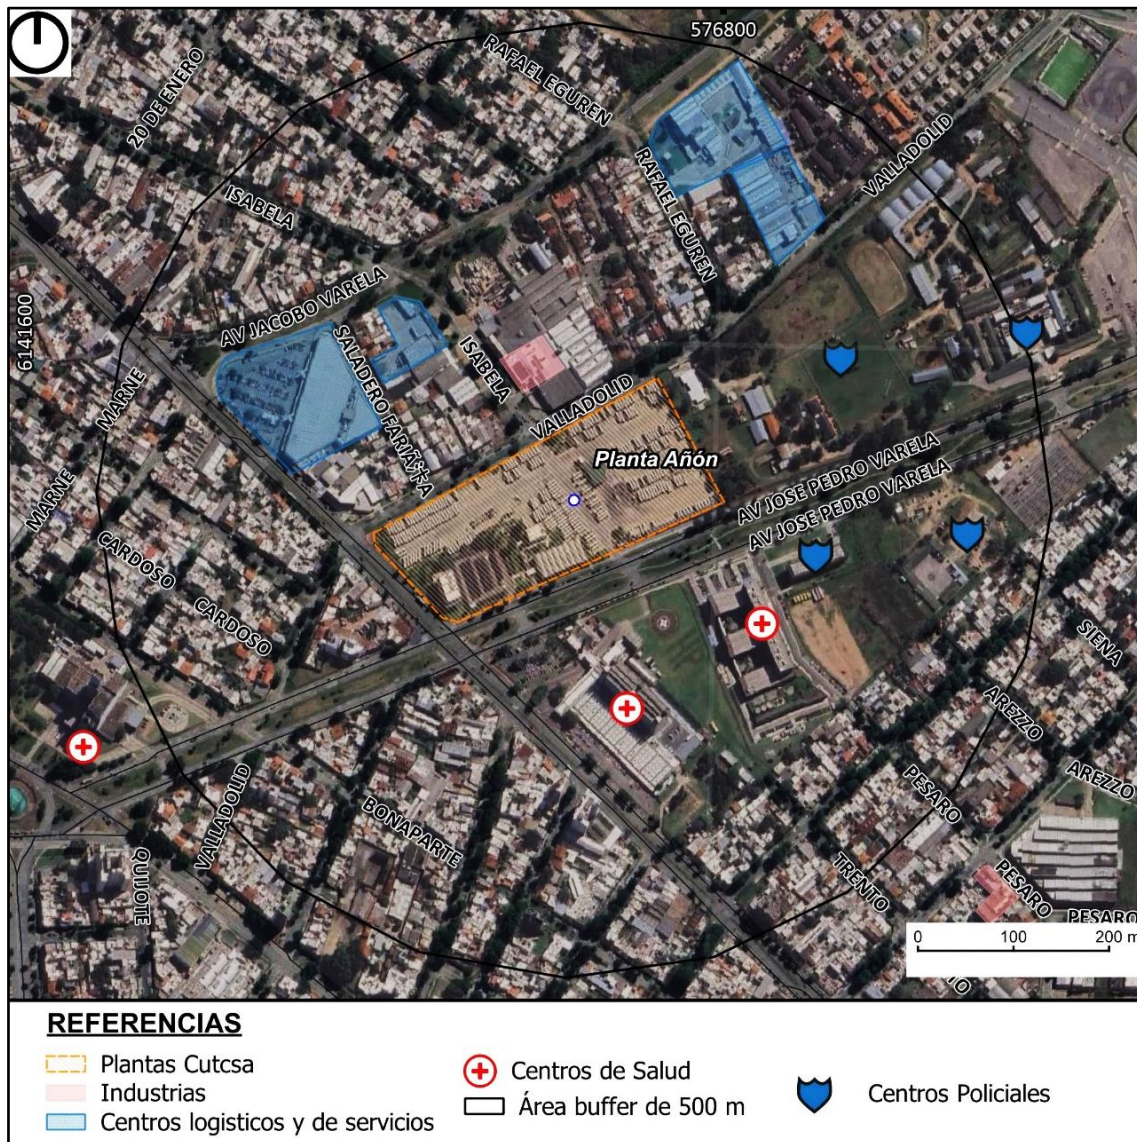 576800
RAFAEL EGUREN
20 DE ENERO
VALLADOLID
RAFAEL EGUREN
ISABELA
AV JACOBO VARELA
6141600
SALADERO FARIÑA
ISABELA
MARNE
VALLADOLID
Planta Añón
AV JOSE PEDRO VARELA
AV JOSE PEDRO VARELA
MARNE
CARDOSO
CARDOSO
SIENA
AREZZO
AREZZO
PESARO
VALLADOLID
BONAPARTE
QUIJOTE
TRENTO
PESARO
PESARO
0 100 200 m
TO
REFERENCIAS
Plantas Cutcsa
Industrias
Centros logisticos y de servicios
Centros de Salud
Área buffer de 500 m
Centros Policiales